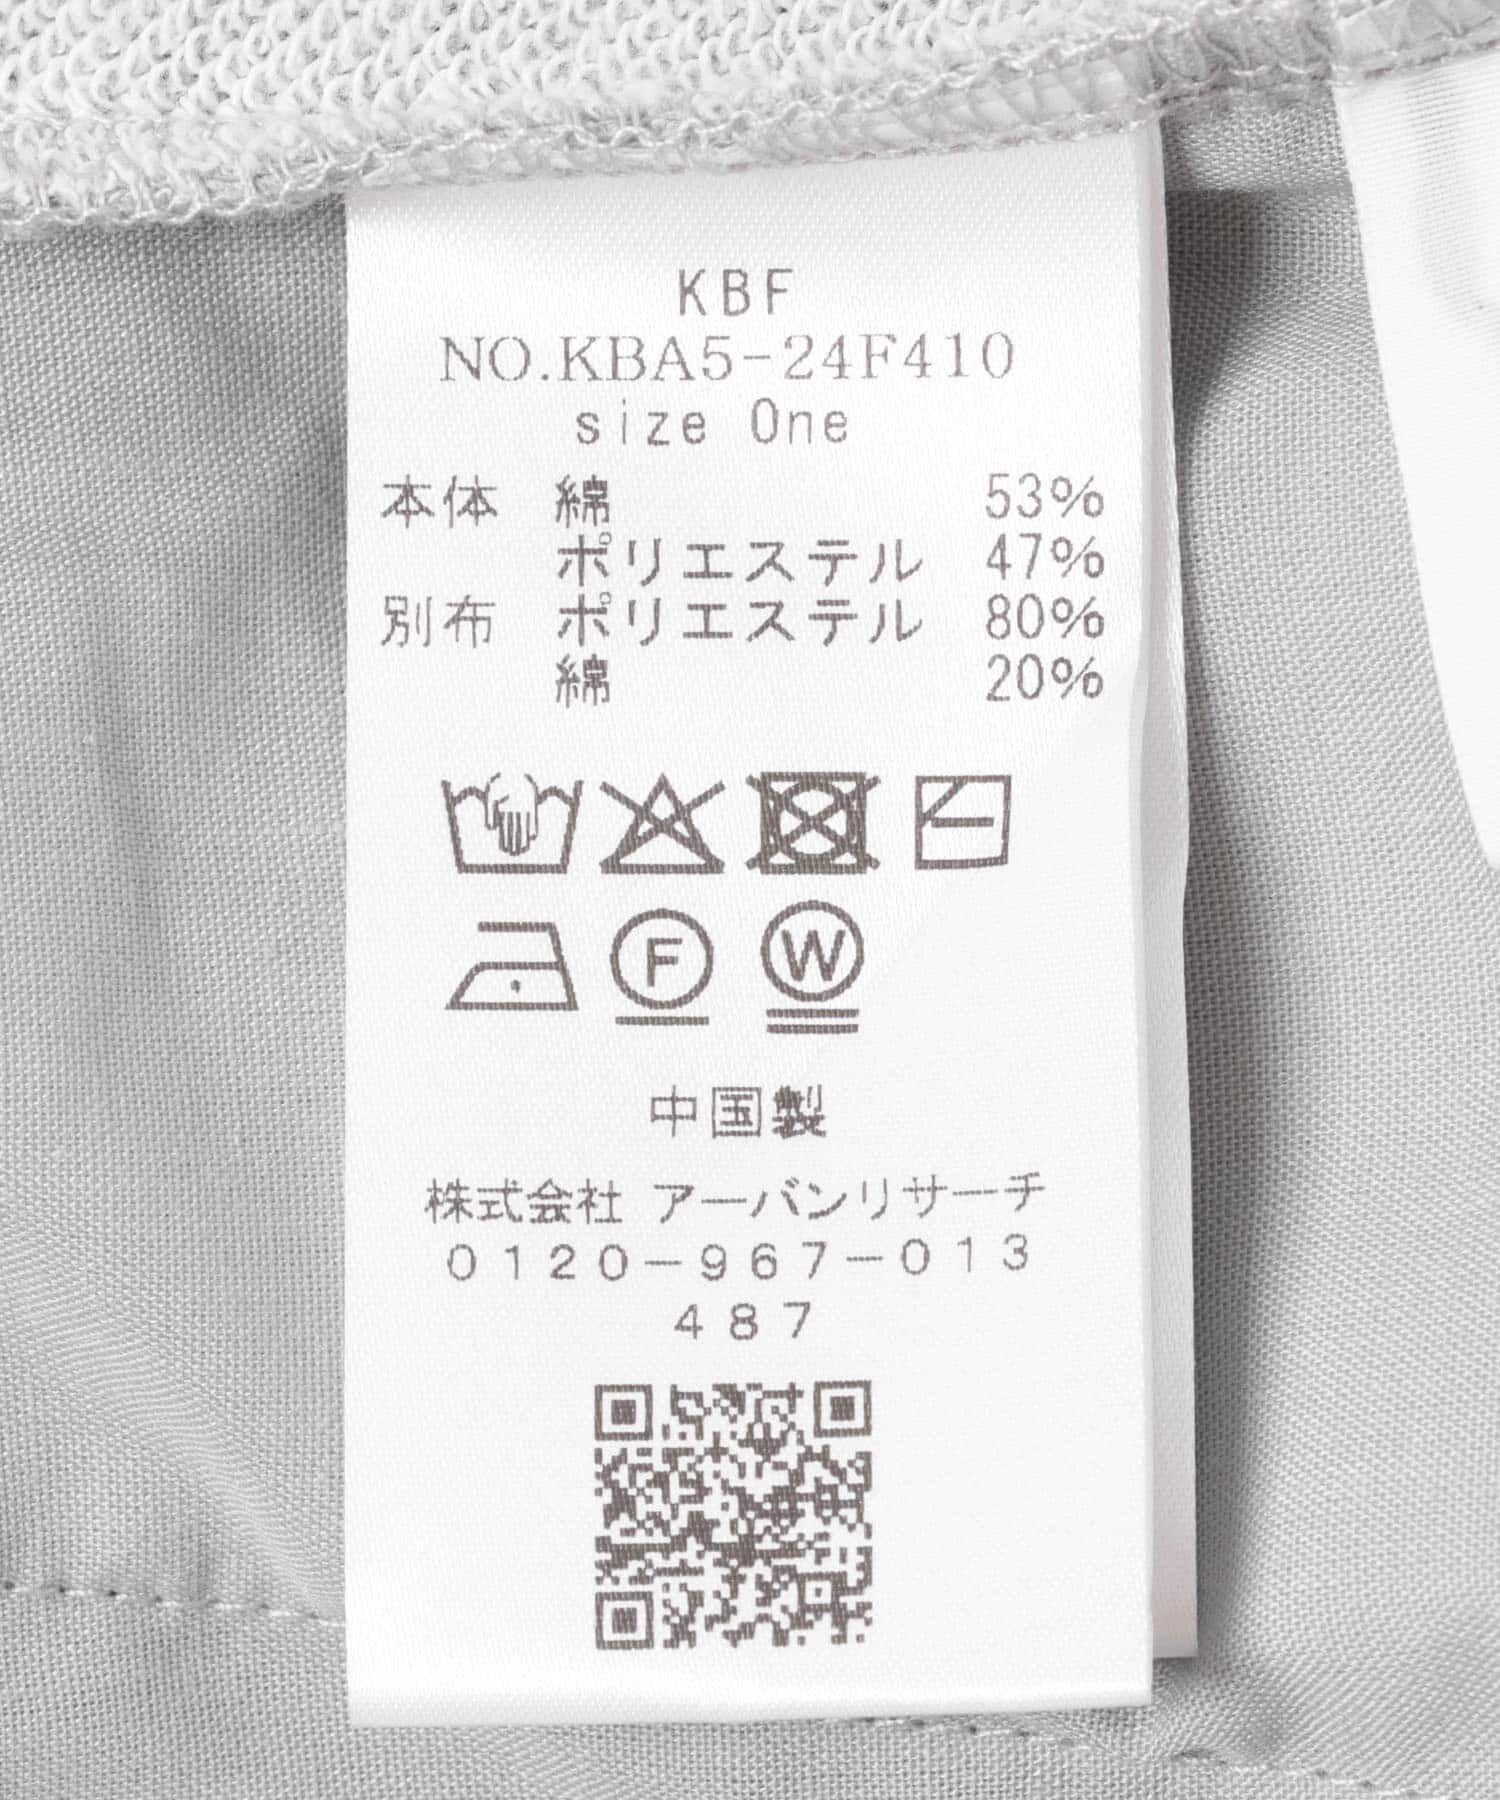 KBF
NO.KBA5-24F410
size One
本体 綿 53%
ポリエステル 47%
別布 ポリエステル 80%
綿 20%
F W
中国製
株式会社 アーバンリサーチ
0120-967-013
487